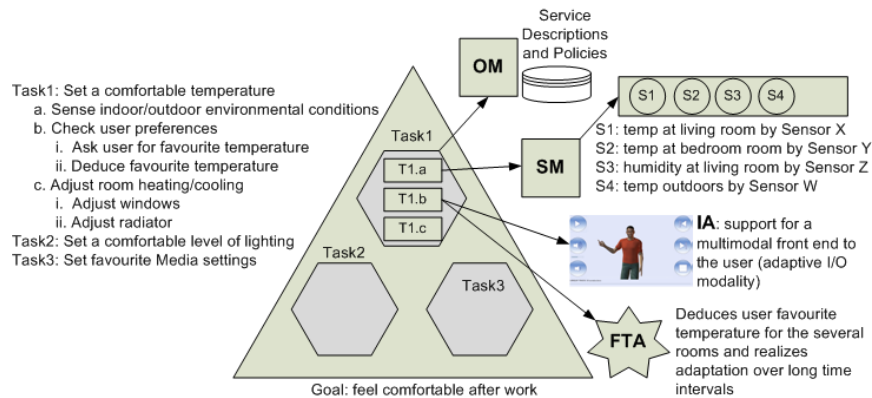 Task1: Set a comfortable temperature
a. Sense indoor/outdoor environmental conditions
b. Check user preferences
i. Ask user for favourite temperature
ii. Deduce favourite temperature
c. Adjust room heating/cooling
i. Adjust windows
ii. Adjust radiator
Task2: Set a comfortable level of lighting
Task3: Set favourite Media settings
Task1
T1.a
T1.b
T1.c
Task2
Task3
Goal: feel comfortable after work
OM
Service
Descriptions
and Policies
SM
S1 S2 S3 S4
S1: temp at living room by Sensor X
S2: temp at bedroom room by Sensor Y
S3: humidity at living room by Sensor Z
S4: temp outdoors by Sensor W
IA: support for a
multimodal front end to
the user (adaptive I/O
modality)
FTA
Deduces user favourite
temperature for the several
rooms and realizes
adaptation over long time
intervals